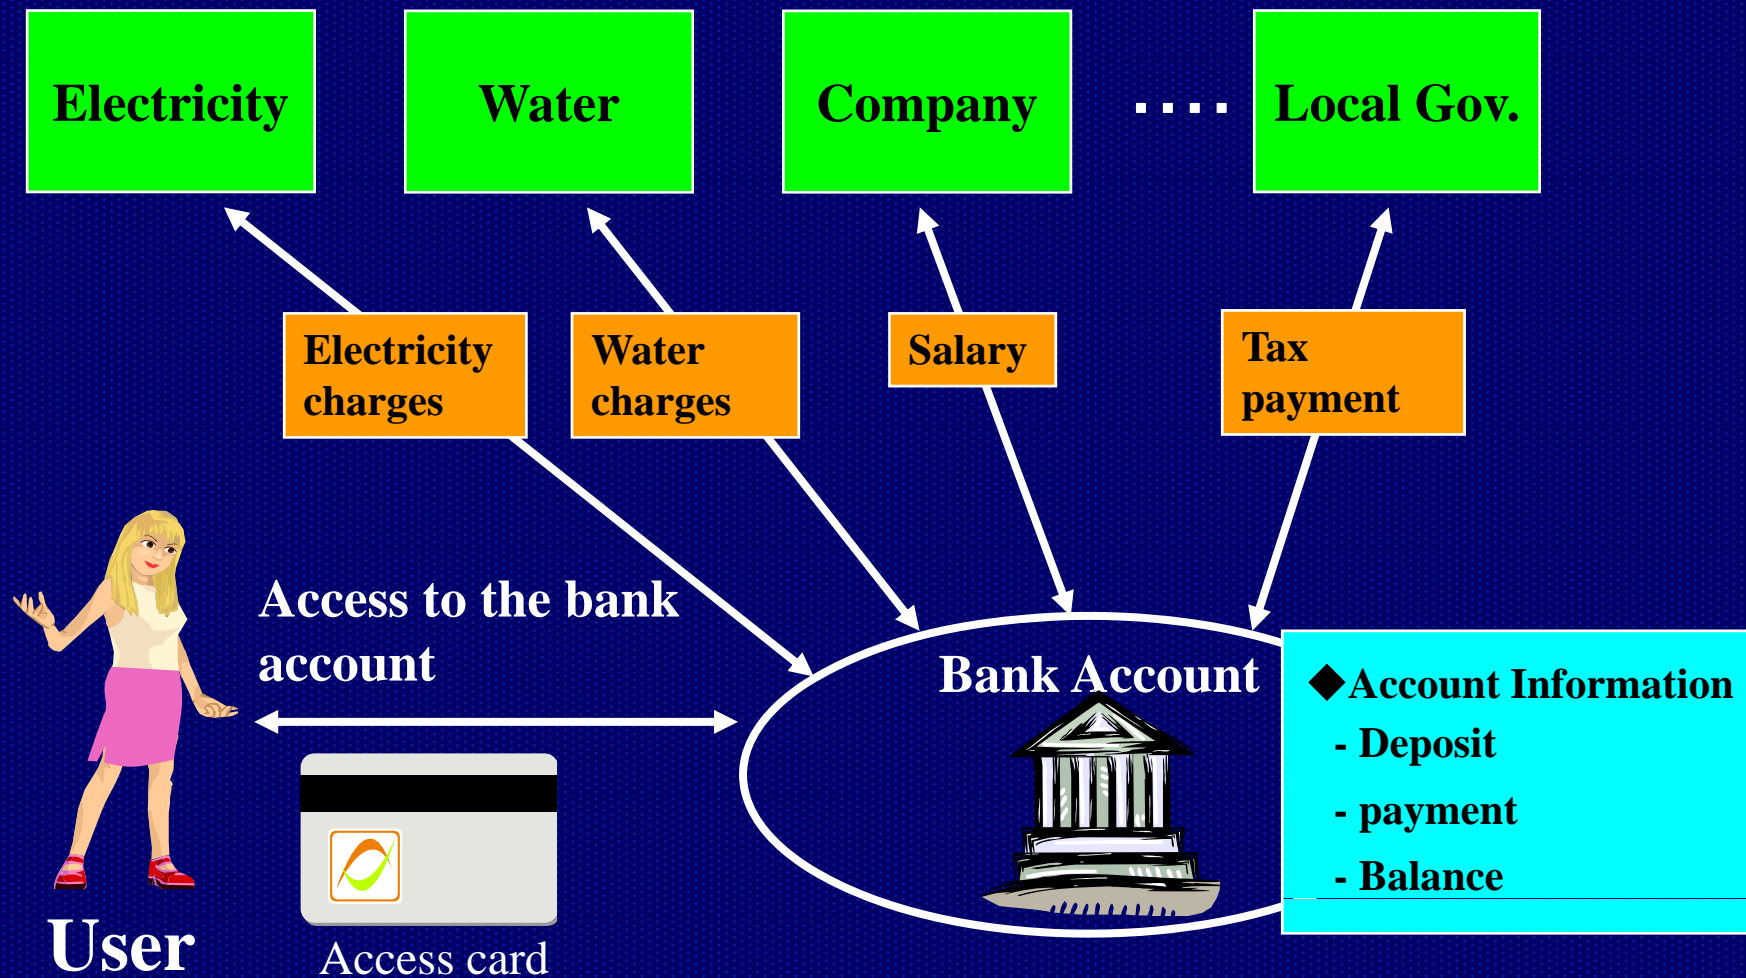 Electricity
Water
Company
....
Local Gov.
Electricity
charges
Water
charges
Salary
Tax
payment
Access to the bank
account
Bank Account
◆Account Information
- Deposit
- payment
- Balance
User
Access card